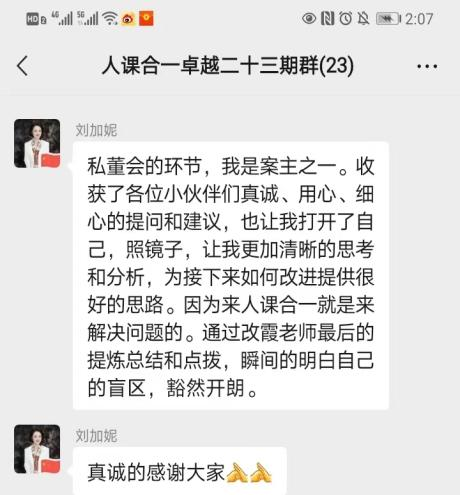 HD 2 4G 5G 2:07
人课合一卓越二十三期群(23)
刘加妮
私董会的环节，我是案主之一。收
获了各位小伙伴们真诚、用心、细
心的提问和建议，也让我打开了自
己，照镜子，让我更加清晰的思考
和分析，为接下来如何改进提供很
好的思路。因为来人课合一就是来
解决问题的。通过改霞老师最后的
提炼总结和点拨，瞬间的明白自己
的盲区，豁然开朗。
刘加妮
真诚的感谢大家🙏🙏